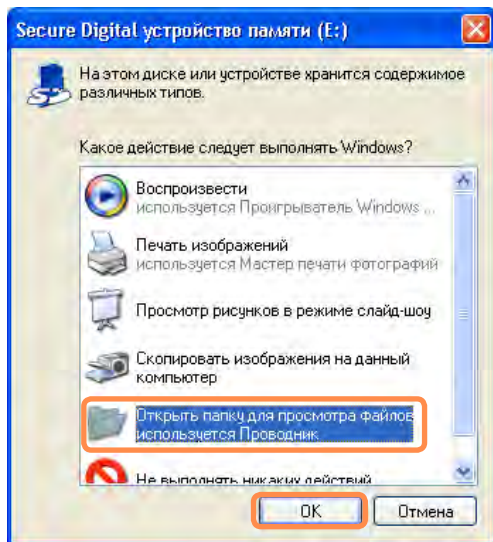 Secure Digital устройство памяти (E:)
На этом диске или устройстве хранится содержимое
различных типов.
Какое действие следует выполнять Windows?
Воспроизвести
используется Проигрыватель Windows ...
Печать изображений
используется Мастер печати фотографий
Просмотр рисунков в режиме слайд-шоу
Скопировать изображения на данный
компьютер
Открыть папку для просмотра файлов
используется Проводник
Не выполнять никаких действий
OK
Отмена